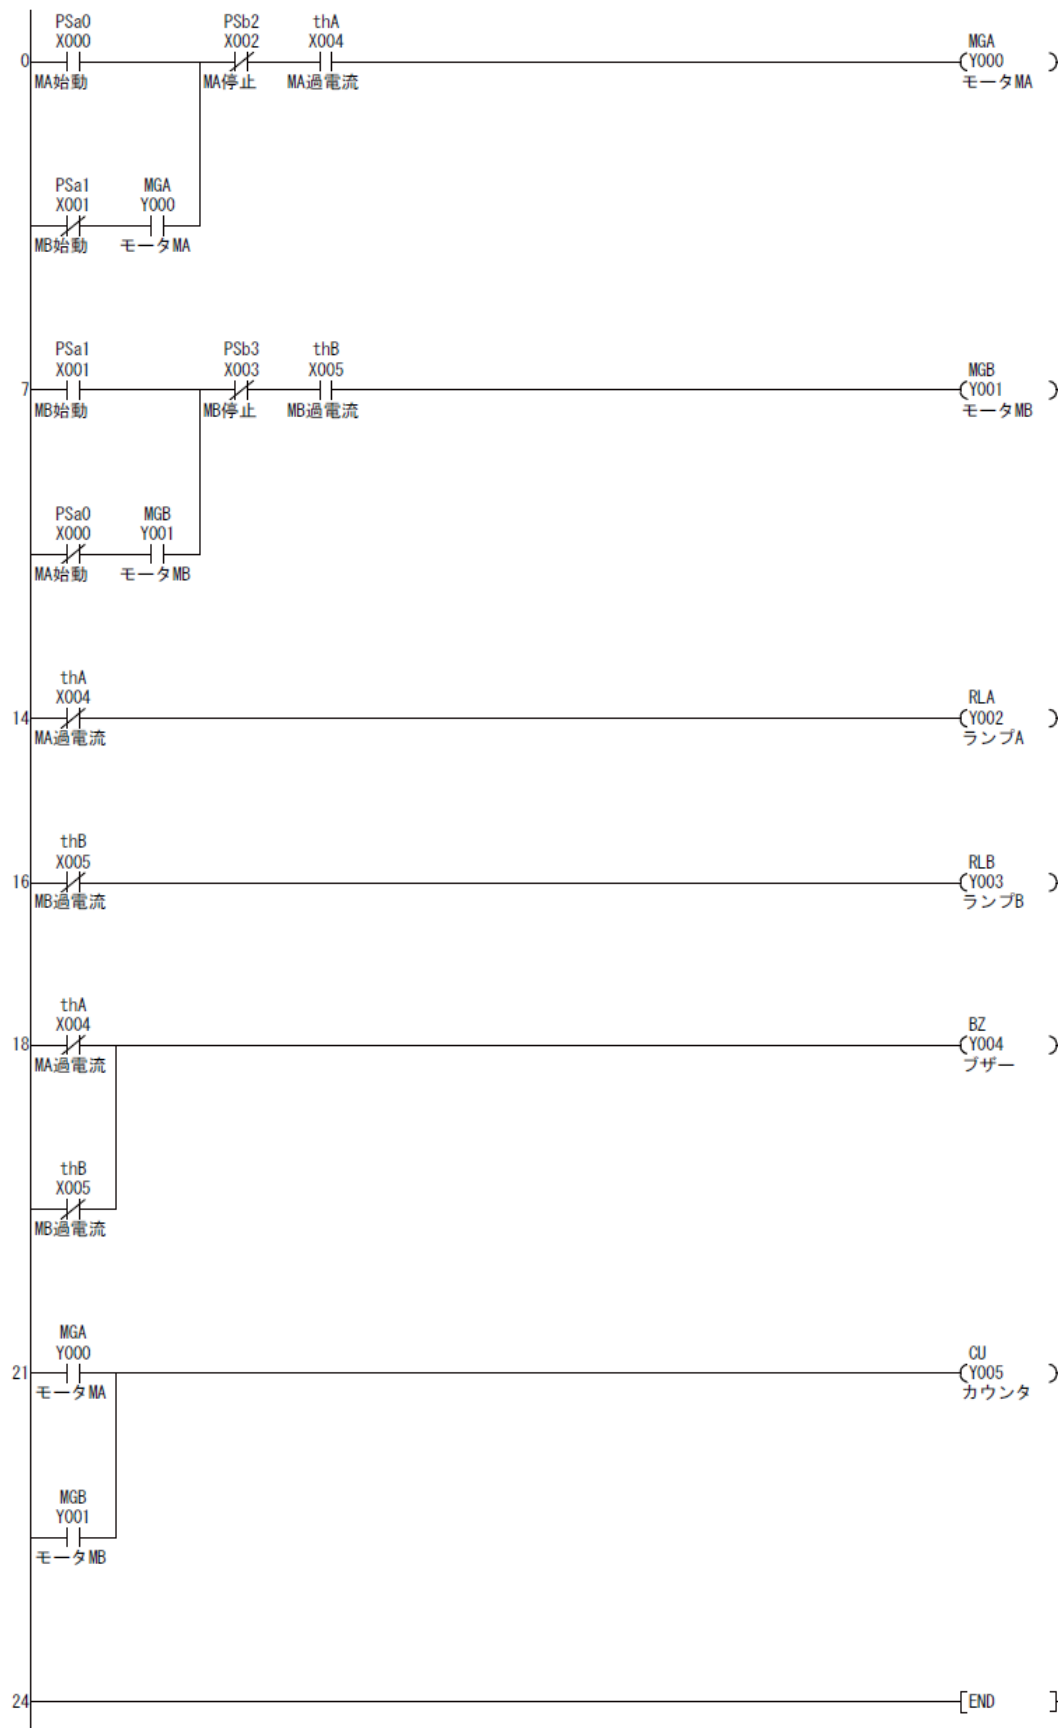 PSa0 PSb2 thA
X000 X002 X004 MGA
0 Y000
MA始動 MA停止 MA過電流 モータMA
PSa1 MGA
X001 Y000
MB始動 モータMA
PSa1 PSb3 thB
X001 X003 X005 MGB
7 Y001
MB始動 MB停止 MB過電流 モータMB
PSa0 MGB
X000 Y001
MA始動 モータMB
thA
X004 RLA
14 Y002
MA過電流 ランプA
thB
X005 RLB
16 Y003
MB過電流 ランプB
thA
X004 BZ
18 Y004
MA過電流 ブザー
thB
X005
MB過電流
MGA
Y000 CU
21 Y005
モータMA カウンタ
MGB
Y001
モータMB
24 END